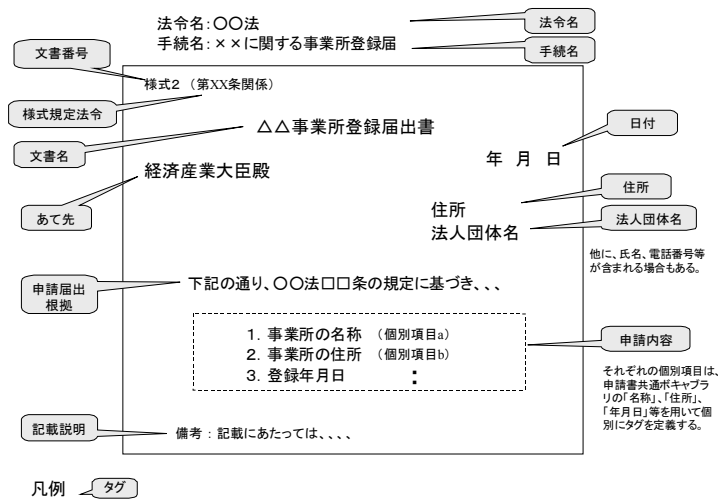 法令名：〇〇法
法令名
手続名：××に関する事業所登録届
手続名
文書番号
様式2 （第XX条関係）
様式規定法令
△△事業所登録届出書
日付
文書名
年 月 日
経済産業大臣殿
住所
あて先
住所
法人団体名
法人団体名
他に、氏名、電話番号等
が含まれる場合もある。
下記の通り、〇〇法□□条の規定に基づき、、、
申請届出
根拠
1. 事業所の名称 （個別項目a）
2. 事業所の住所 （個別項目b）
3. 登録年月日 ：
申請内容
それぞれの個別項目は、
申請書共通ボキャブラ
リの「名称」、「住所」、
「年月日」等を用いて個
別にタグを定義する。
記載説明
備考：記載にあたっては、、、、
凡例
タグ